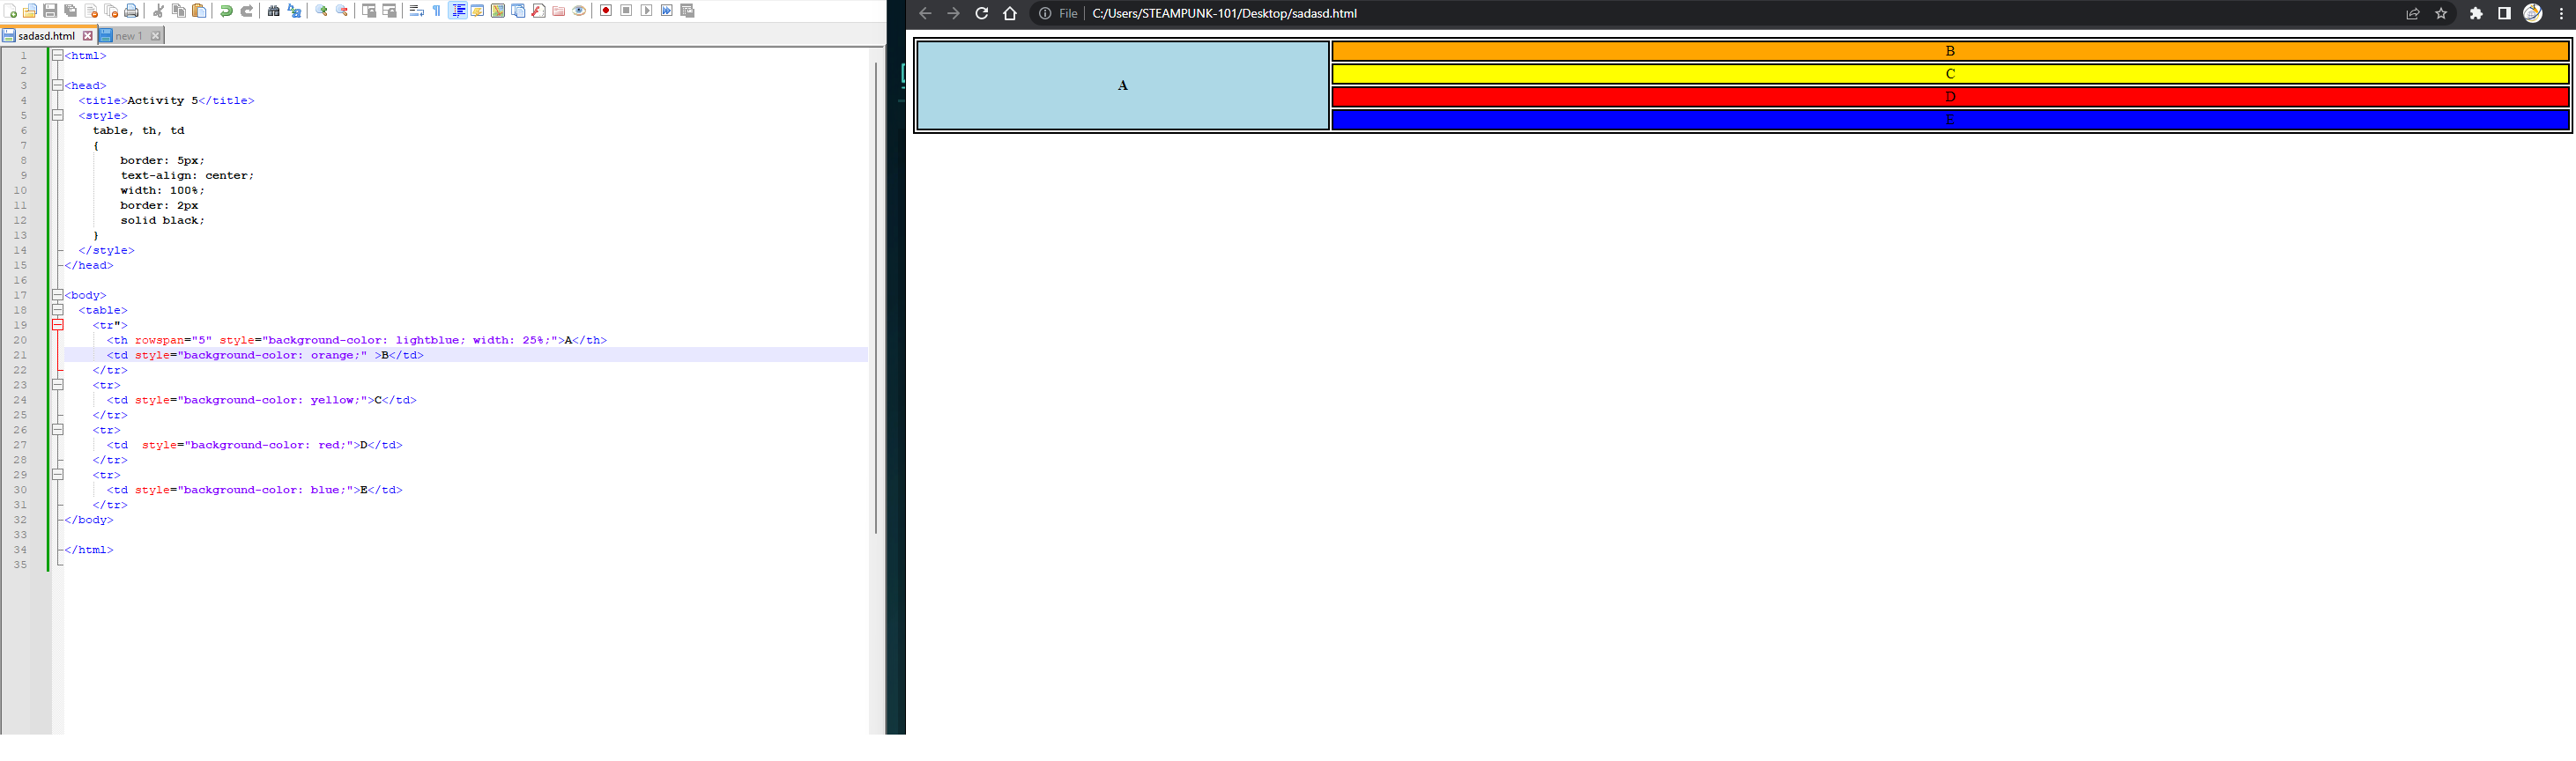 sadasd.html new 1
1 <html>
2
3 <head>
4 <title>Activity 5</title>
5 <style>
6 table, th, td
7 {
8 border: 5px;
9 text-align: center;
10 width: 100%;
11 border: 2px
12 solid black;
13 }
14 </style>
15 </head>
16
17 <body>
18 <table>
19 <tr">
20 <th rowspan="5" style="background-color: lightblue; width: 25%;">A</th>
21 <td style="background-color: orange;" >B</td>
22 </tr>
23 <tr>
24 <td style="background-color: yellow;">C</td>
25 </tr>
26 <tr>
27 <td  style="background-color: red;">D</td>
28 </tr>
29 <tr>
30 <td style="background-color: blue;">E</td>
31 </tr>
32 </body>
33
34 </html>
35
File C:/Users/STEAMPUNK-101/Desktop/sadasd.html
A
B
C
D
E